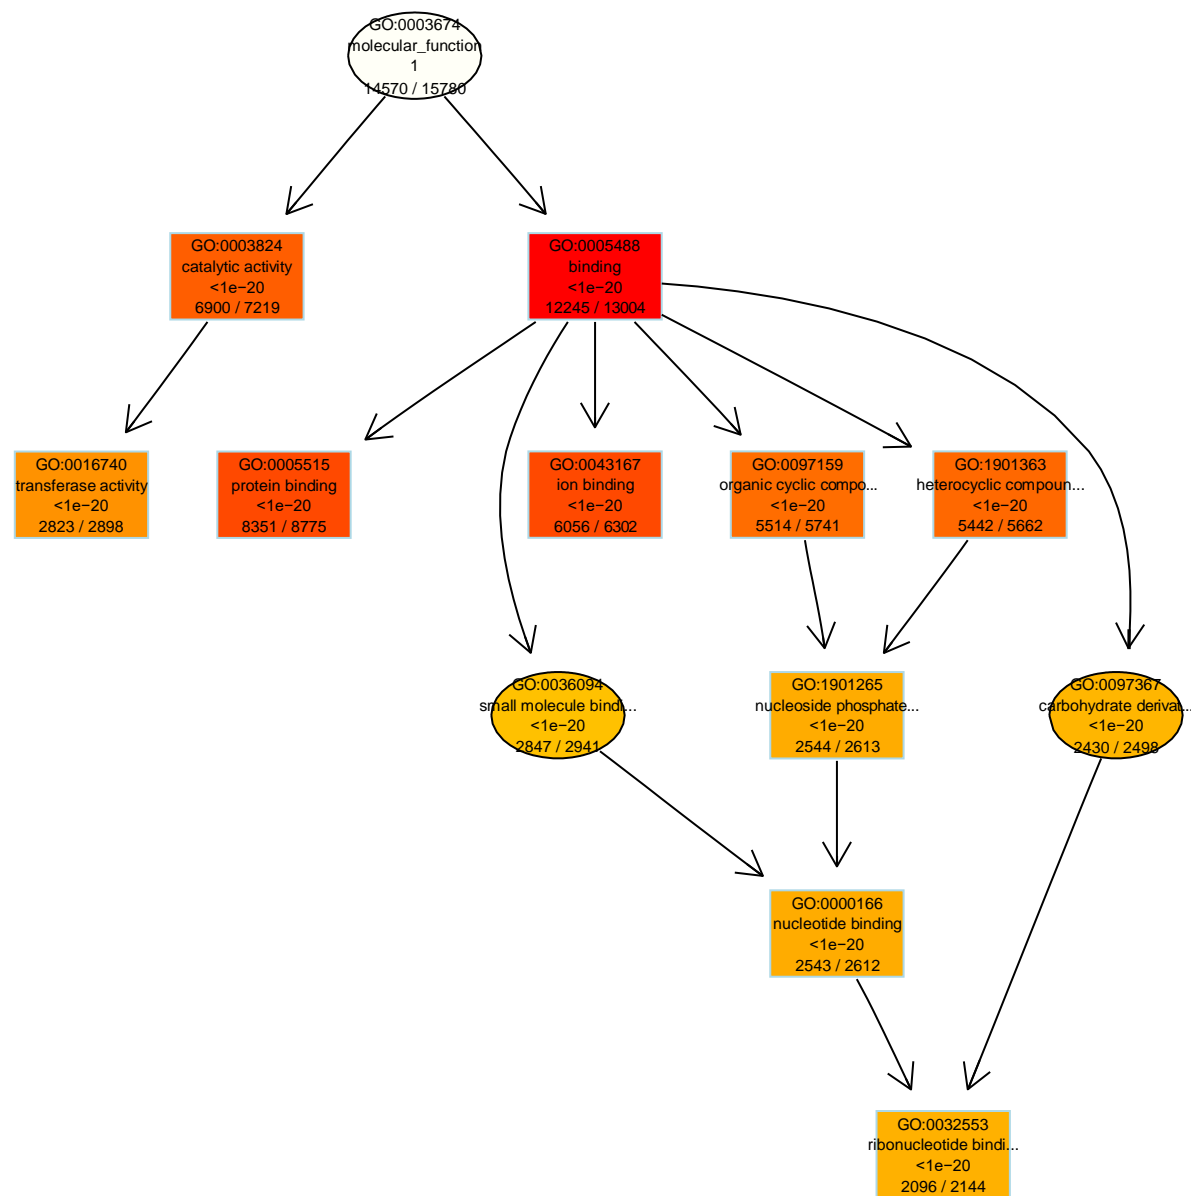 GO:0003674
molecular_function
1
14570 / 15780
GO:0003824
catalytic activity
<1e−20
6900 / 7219
GO:0005488
binding
<1e−20
12245 / 13004
GO:0016740
transferase activity
<1e−20
2823 / 2898
GO:0005515
protein binding
<1e−20
8351 / 8775
GO:0043167
ion binding
<1e−20
6056 / 6302
GO:0097159
organic cyclic compo...
<1e−20
5514 / 5741
GO:1901363
heterocyclic compoun...
<1e−20
5442 / 5662
GO:0036094
small molecule bindi...
<1e−20
2847 / 2941
GO:1901265
nucleoside phosphate...
<1e−20
2544 / 2613
GO:0097367
carbohydrate derivat...
<1e−20
2430 / 2498
GO:0000166
nucleotide binding
<1e−20
2543 / 2612
GO:0032553
ribonucleotide bindi...
<1e−20
2096 / 2144